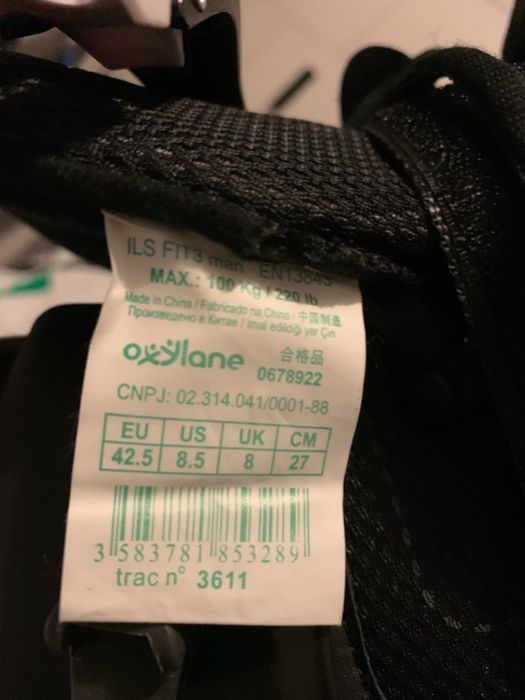 ILS FIT3 man EN13843
MAX.: 100 Kg / 220 lb
Made in China / Fabricado na China / 中国制造
Произведено в Китае / Imal edildiği yer Çin
oxylane
合格品
0678922
CNPJ: 02.314.041/0001-88
EU US UK CM
42.5 8.5 8 27
3 583781 853289
trac n° 3611